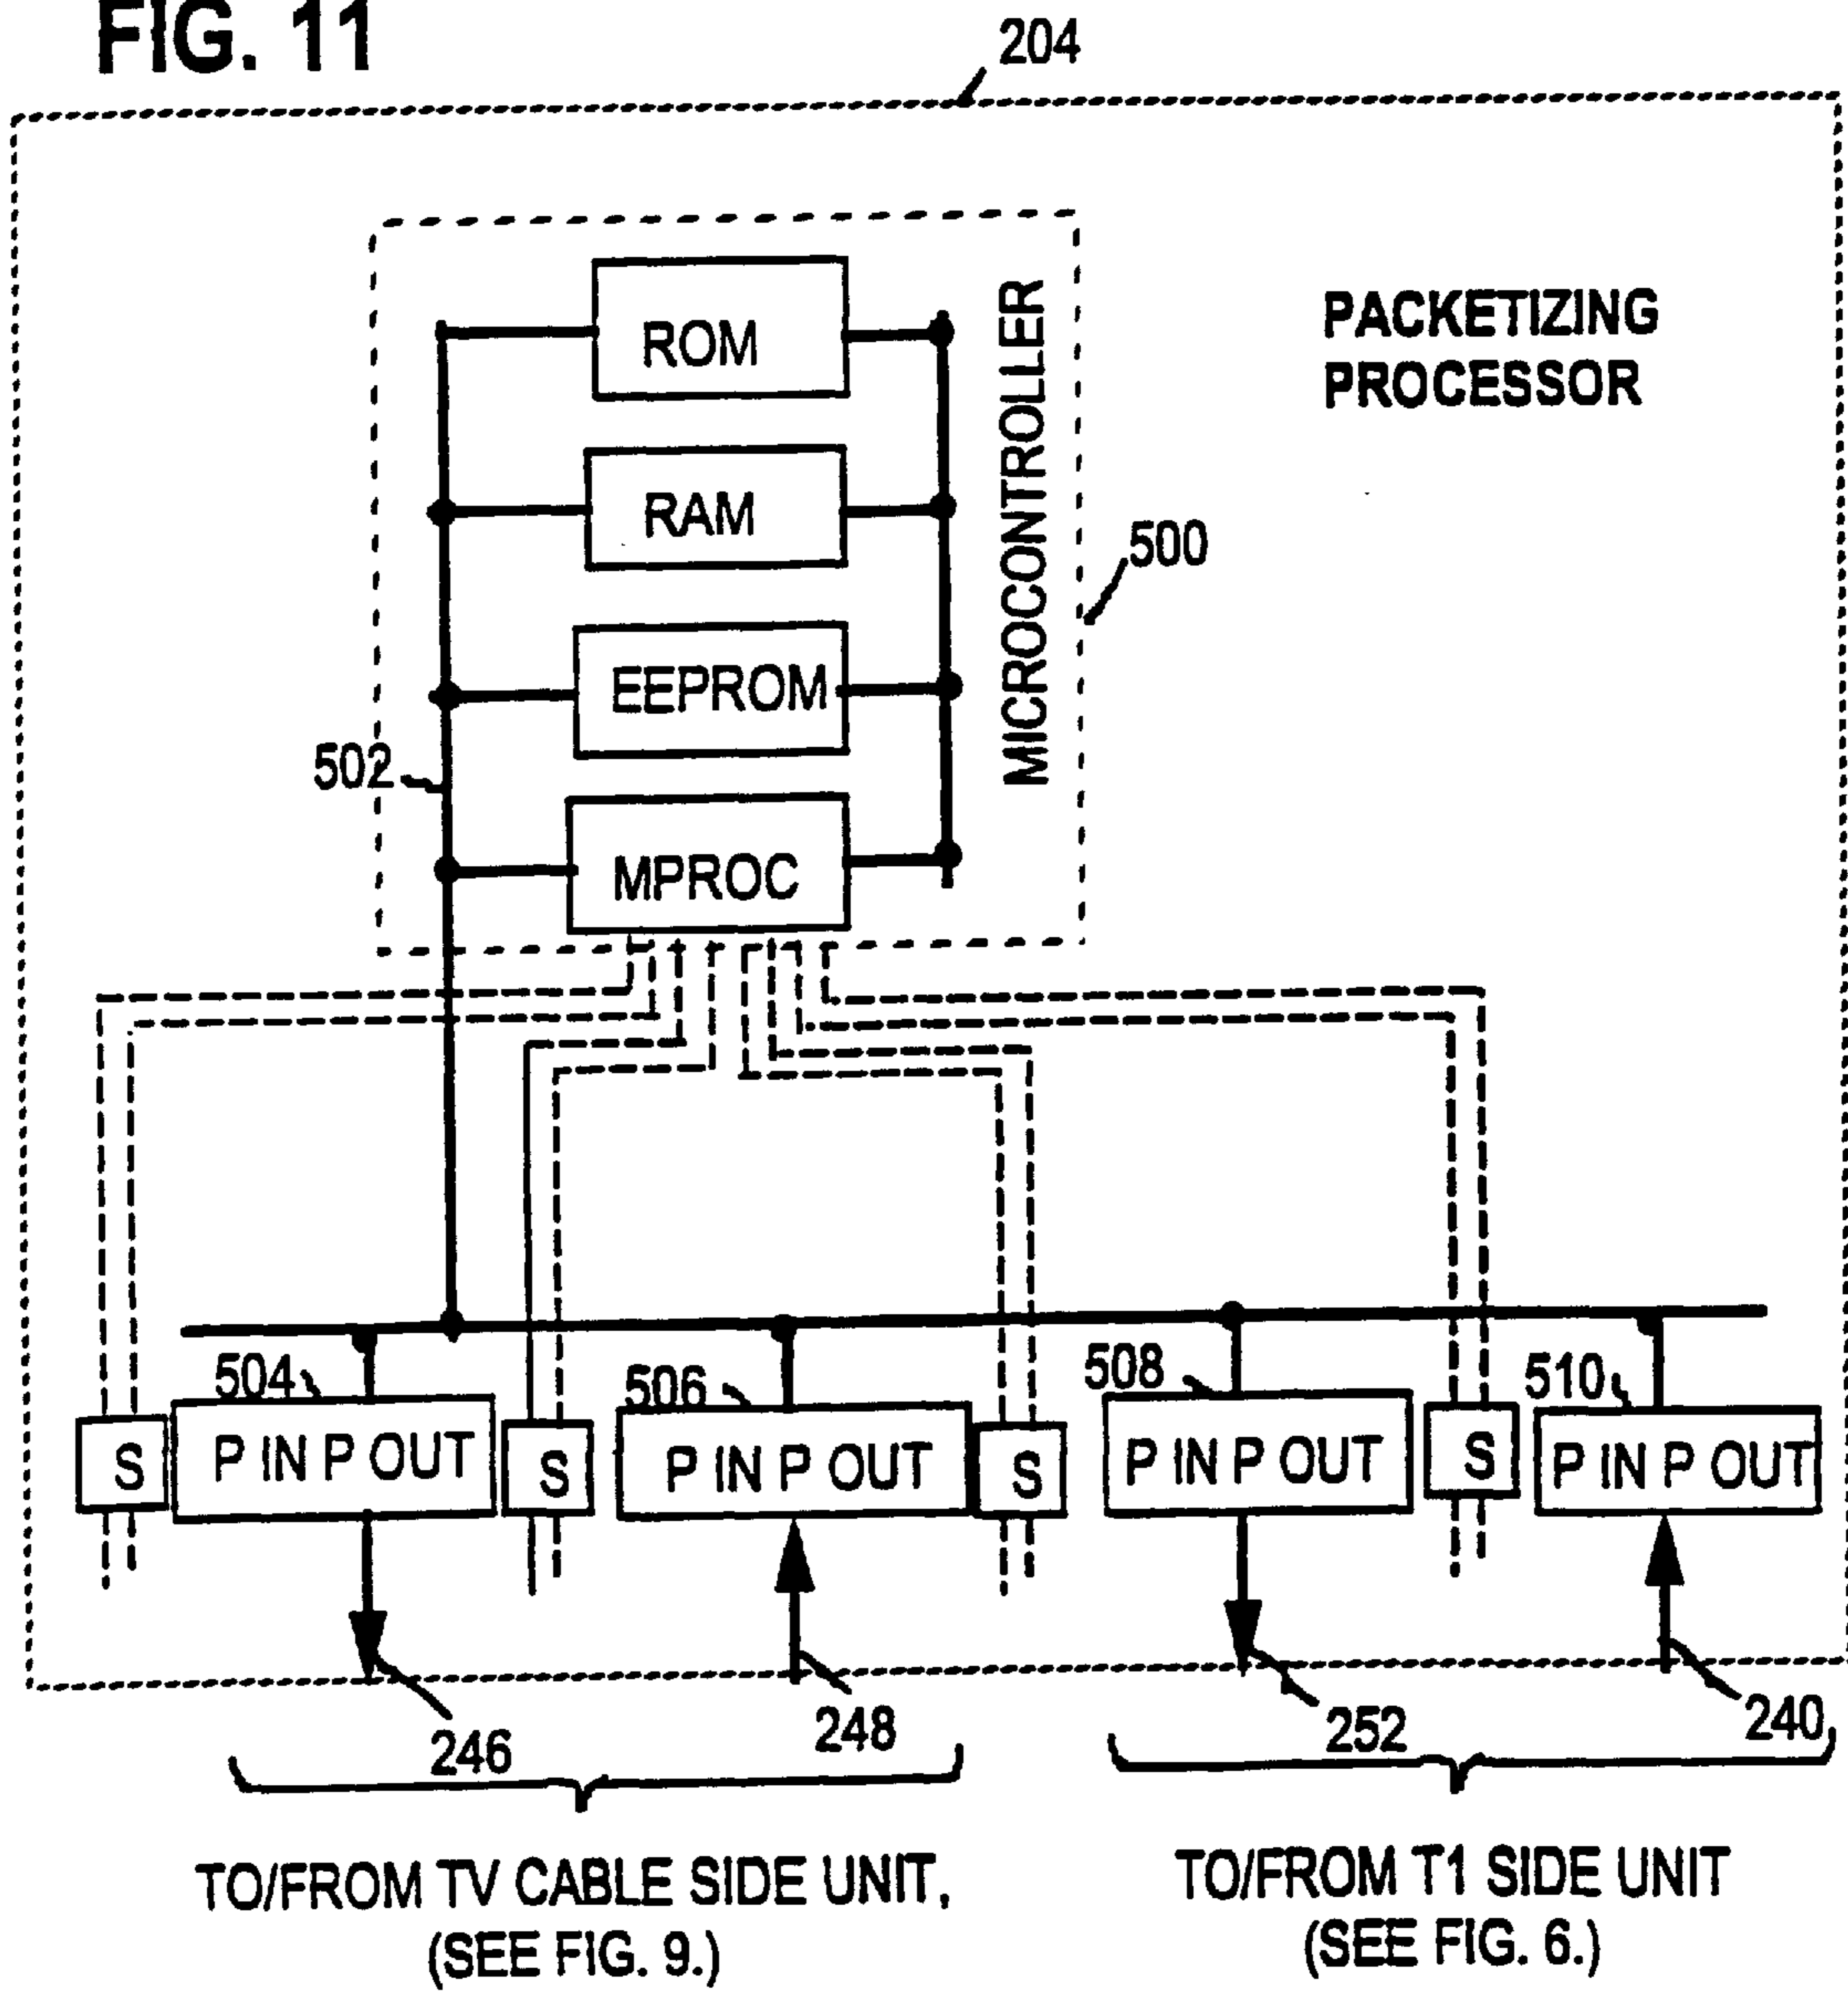 FIG. 11
204
ROM
PACKETIZING
PROCESSOR
MICROCONTROLLER
RAM
500
EEPROM
502
MPROC
504
506
508
510
S
P IN P OUT
S
P IN P OUT
S
P IN P OUT
S
P IN P OUT
246
248
252
240
TO/FROM TV CABLE SIDE UNIT.
(SEE FIG. 9.)
TO/FROM T1 SIDE UNIT
(SEE FIG. 6.)